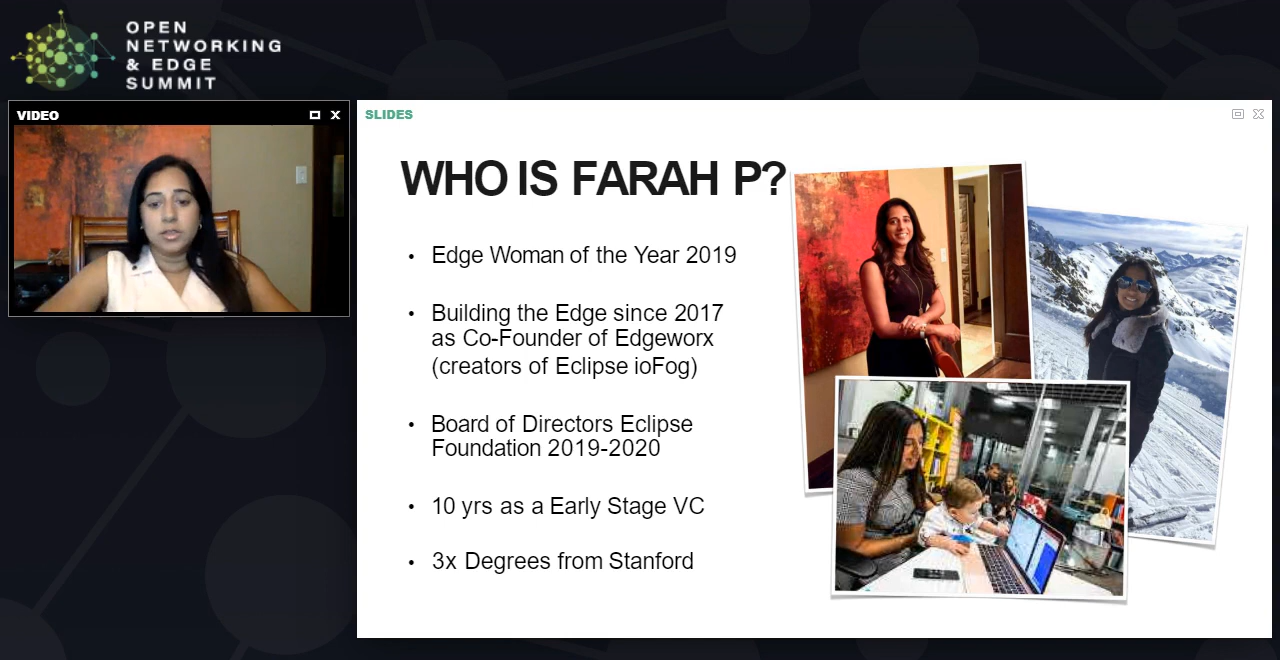 OPEN
NETWORKING
& EDGE
SUMMIT
VIDEO
SLIDES
WHO IS FARAH P?
• Edge Woman of the Year 2019
• Building the Edge since 2017
as Co-Founder of Edgeworx
(creators of Eclipse ioFog)
• Board of Directors Eclipse
Foundation 2019-2020
• 10 yrs as a Early Stage VC
• 3x Degrees from Stanford